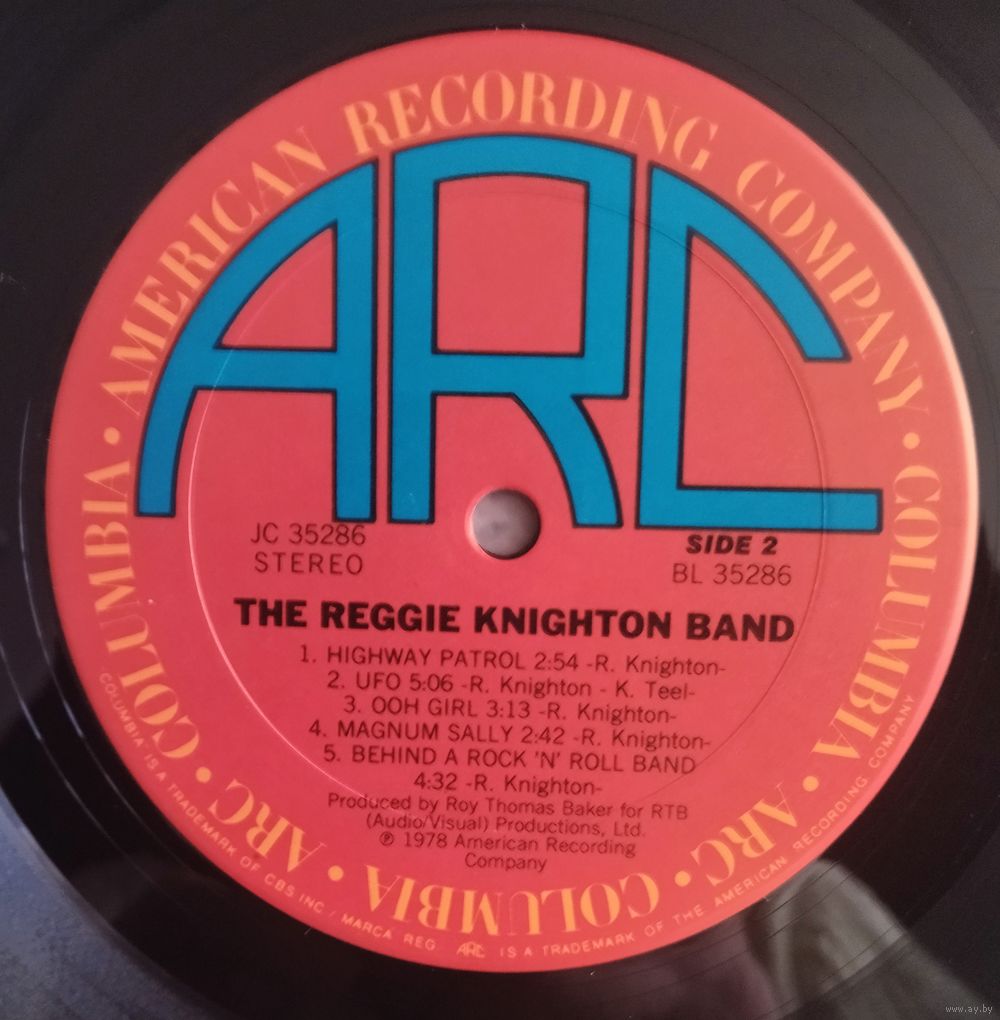 AMERICAN RECORDING COMPANY • COLUMBIA • ARC • COLUMBIA • ARC • COLUMBIA •
ARC
JC 35286
STEREO
SIDE 2
BL 35286
THE REGGIE KNIGHTON BAND
1. HIGHWAY PATROL 2:54 -R. Knighton-
2. UFO 5:06 -R. Knighton - K. Teel-
3. OOH GIRL 3:13 -R. Knighton-
4. MAGNUM SALLY 2:42 -R. Knighton-
5. BEHIND A ROCK 'N' ROLL BAND
4:32 -R. Knighton-
Produced by Roy Thomas Baker for RTB
(Audio/Visual) Productions, Ltd.
℗ 1978 American Recording
Company
COLUMBIA IS A TRADEMARK OF CBS INC / MARCA REG ARC IS A TRADEMARK OF THE AMERICAN RECORDING COMPANY
www.ay.by